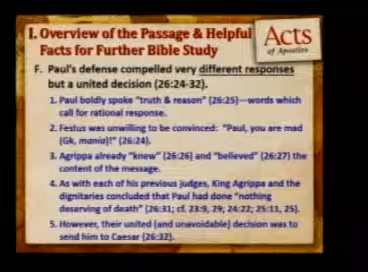 I. Overview of the Passage & Helpful
Facts for Further Bible Study
Acts
of Apostles
F. Paul's defense compelled very different responses
but a united decision (26:24-32).
1. Paul boldly spoke "truth & reason" (26:25)—words which
call for rational response.
2. Festus was unwilling to be convinced: "Paul, you are mad
(Gk, mania)!" (26:24).
3. Agrippa already "knew" (26:26) and "believed" (26:27) the
content of the message.
4. As with each of his previous judges, King Agrippa and the
dignitaries concluded that Paul had done "nothing
deserving of death" (26:31; cf. 23:9, 29; 24:22; 25:11, 25).
5. However, their united (and unavoidable) decision was to
send him to Caesar (26:32).